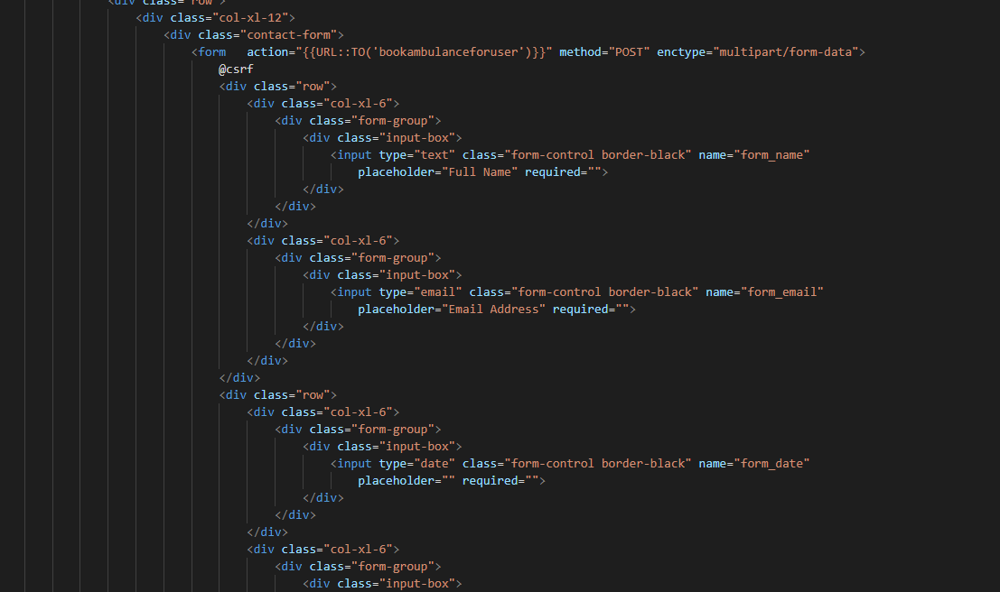 <div class="row">
<div class="col-xl-12">
<div class="contact-form">
<form   action="{{URL::TO('bookambulanceforuser')}}" method="POST" enctype="multipart/form-data">
@csrf
<div class="row">
<div class="col-xl-6">
<div class="form-group">
<div class="input-box">
<input type="text" class="form-control border-black" name="form_name"
placeholder="Full Name" required="">
</div>
</div>
</div>
<div class="col-xl-6">
<div class="form-group">
<div class="input-box">
<input type="email" class="form-control border-black" name="form_email"
placeholder="Email Address" required="">
</div>
</div>
</div>
</div>
<div class="row">
<div class="col-xl-6">
<div class="form-group">
<div class="input-box">
<input type="date" class="form-control border-black" name="form_date"
placeholder="" required="">
</div>
</div>
</div>
<div class="col-xl-6">
<div class="form-group">
<div class="input-box">